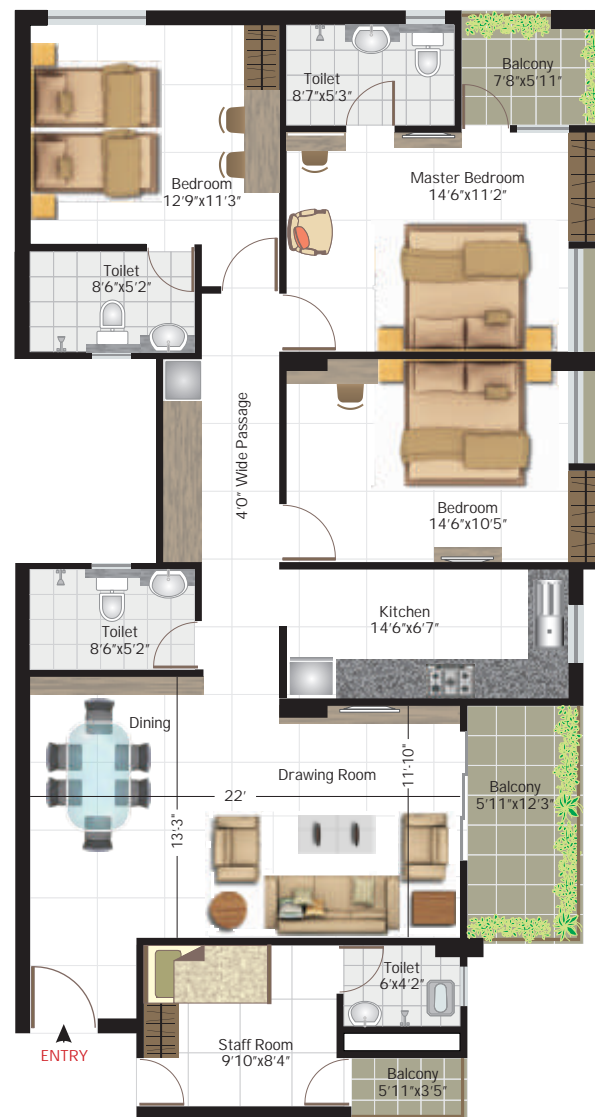 Toilet
8'7"x5'3"
Balcony
7'8"x5'11"
Bedroom
12'9"x11'3"
Master Bedroom
14'6"x11'2"
Toilet
8'6"x5'2"
4'0" Wide Passage
Bedroom
14'6"x10'5"
Kitchen
14'6"x6'7"
Toilet
8'6"x5'2"
Dining
Drawing Room
11'-10"
22'
13'-3"
Balcony
5'11"x12'3"
Toilet
6'x4'2"
Staff Room
9'10"x8'4"
ENTRY
Balcony
5'11"x3'5"